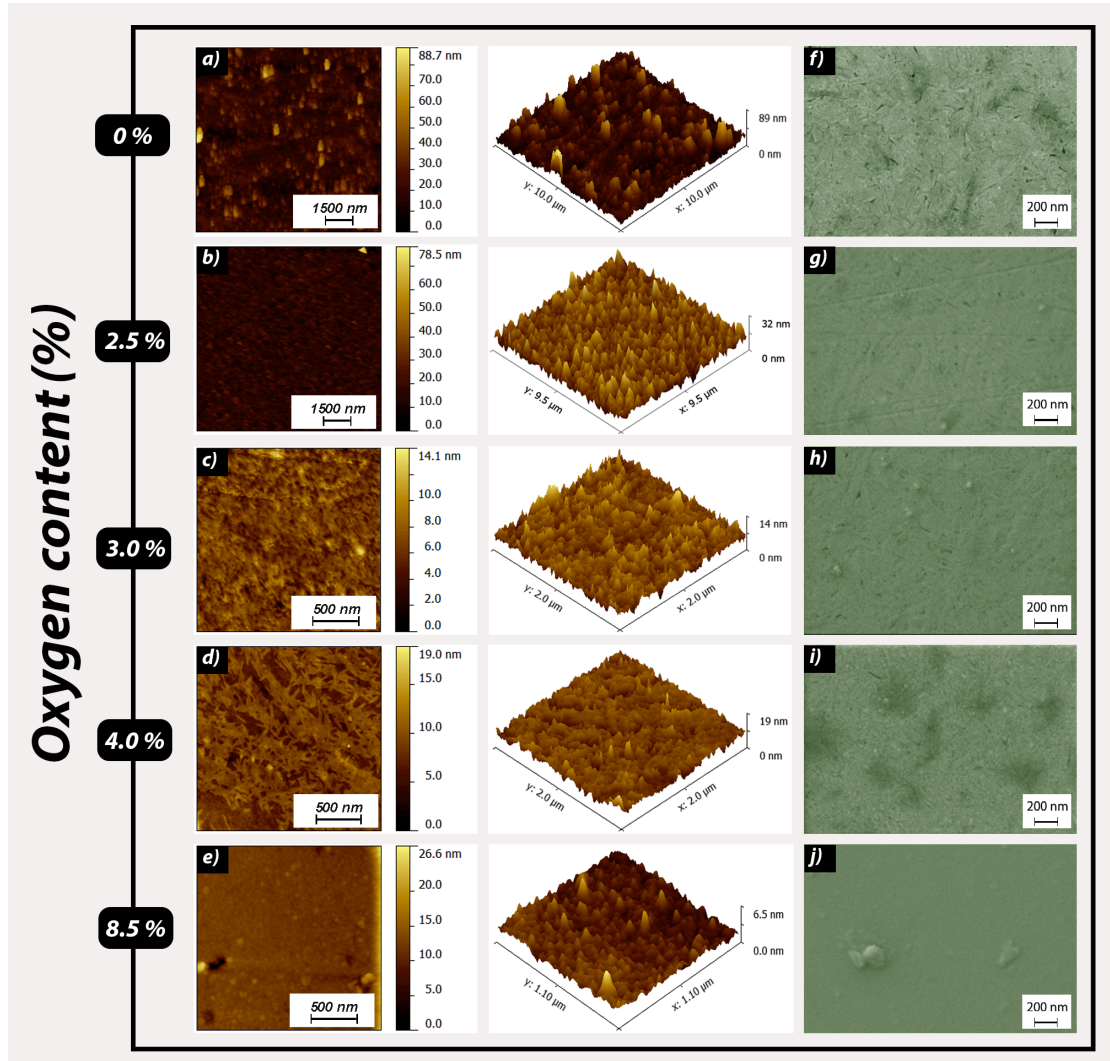 Oxygen content (%)
0 %
a)
1500 nm
88.7 nm
70.0
60.0
50.0
40.0
30.0
20.0
10.0
0.0
89 nm
0 nm
y: 10.0 µm
x: 10.0 µm
f)
200 nm
2.5 %
b)
1500 nm
78.5 nm
60.0
50.0
40.0
30.0
20.0
10.0
0.0
32 nm
0 nm
y: 9.5 µm
x: 9.5 µm
g)
200 nm
3.0 %
c)
500 nm
14.1 nm
10.0
8.0
6.0
4.0
2.0
0.0
14 nm
0 nm
y: 2.0 µm
x: 2.0 µm
h)
200 nm
4.0 %
d)
500 nm
19.0 nm
15.0
10.0
5.0
0.0
19 nm
0 nm
y: 2.0 µm
x: 2.0 µm
i)
200 nm
8.5 %
e)
500 nm
26.6 nm
20.0
15.0
10.0
5.0
0.0
6.5 nm
0.0 nm
y: 1.10 µm
x: 1.10 µm
j)
200 nm